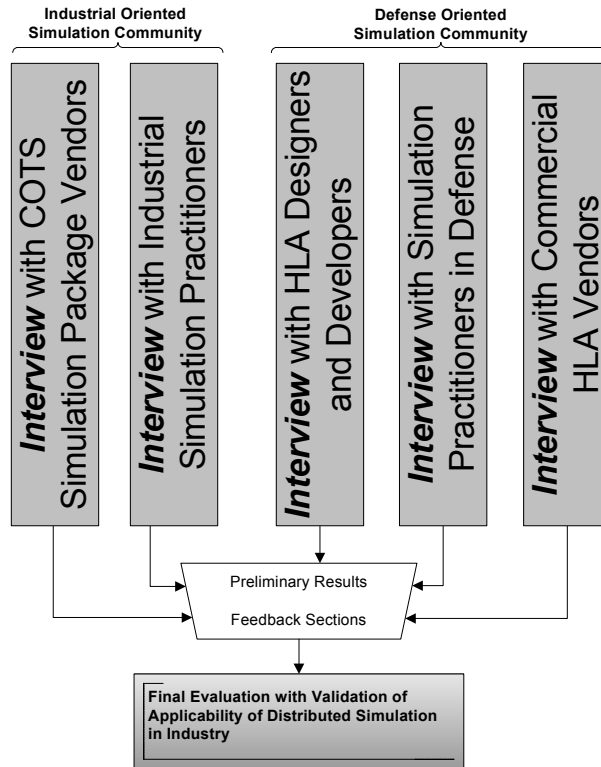 Industrial Oriented
Simulation Community
Defense Oriented
Simulation Community
Interview with COTS
Simulation Package Vendors
Interview with Industrial
Simulation Practitioners
Interview with HLA Designers
and Developers
Interview with Simulation
Practitioners in Defense
Interview with Commercial
HLA Vendors
Preliminary Results
Feedback Sections
Final Evaluation with Validation of
Applicability of Distributed Simulation
in Industry